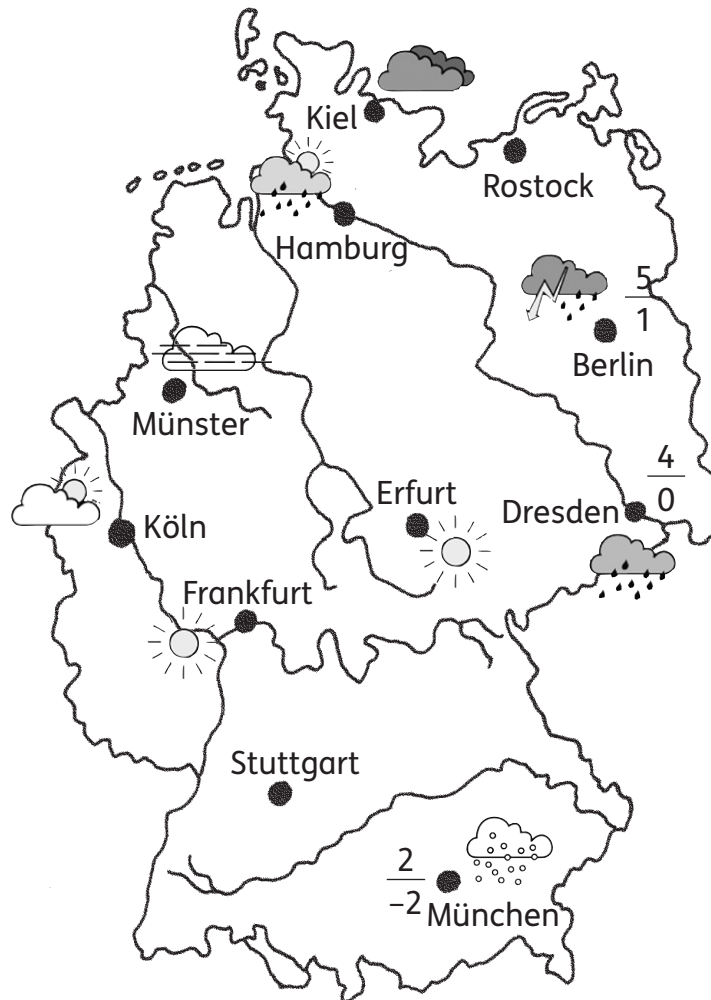 Kiel
Rostock
Hamburg
5
1
Berlin
Münster
4
0
Erfurt
Dresden
Köln
Frankfurt
Stuttgart
2
–2
München